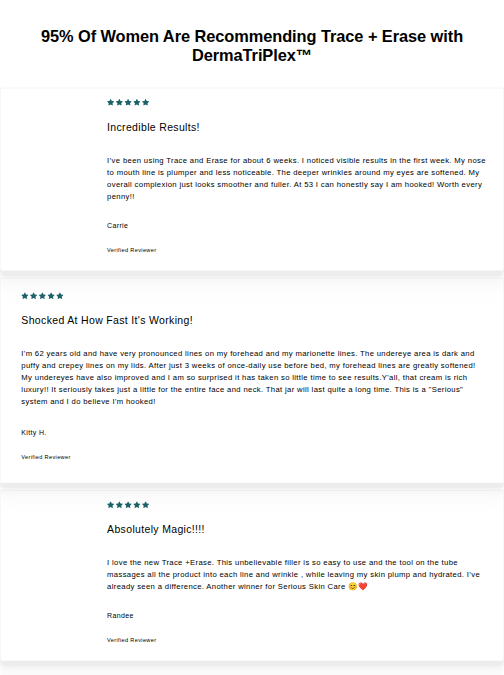 95% Of Women Are Recommending Trace + Erase with
DermaTriPlex™
Incredible Results!
I've been using Trace and Erase for about 6 weeks. I noticed visible results in the first week. My nose
to mouth line is plumper and less noticeable. The deeper wrinkles around my eyes are softened. My
overall complexion just looks smoother and fuller. At 53 I can honestly say I am hooked! Worth every
penny!!
Carrie
Verified Reviewer
Shocked At How Fast It's Working!
I'm 62 years old and have very pronounced lines on my forehead and my marionette lines. The undereye area is dark and
puffy and crepey lines on my lids. After just 3 weeks of once-daily use before bed, my forehead lines are greatly softened!
My undereyes have also improved and I am so surprised it has taken so little time to see results.Y'all, that cream is rich
luxury!! It seriously takes just a little for the entire face and neck. That jar will last quite a long time. This is a "Serious"
system and I do believe I'm hooked!
Kitty H.
Verified Reviewer
Absolutely Magic!!!!
I love the new Trace +Erase. This unbelievable filler is so easy to use and the tool on the tube
massages all the product into each line and wrinkle , while leaving my skin plump and hydrated. I've
already seen a difference. Another winner for Serious Skin Care 😊❤️
Randee
Verified Reviewer